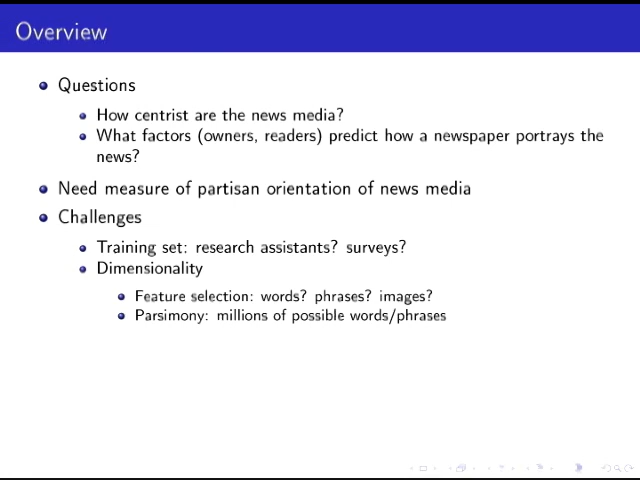 Overview
Questions
How centrist are the news media?
What factors (owners, readers) predict how a newspaper portrays the
news?
Need measure of partisan orientation of news media
Challenges
Training set: research assistants? surveys?
Dimensionality
Feature selection: words? phrases? images?
Parsimony: millions of possible words/phrases